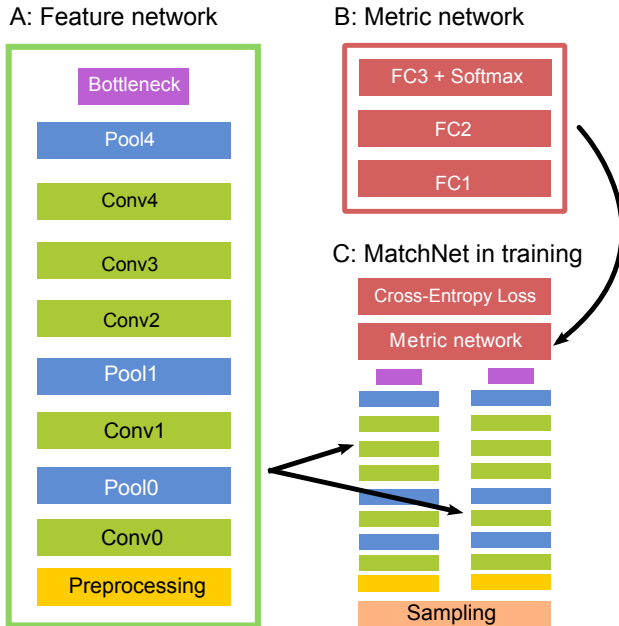 A: Feature network
Bottleneck
Pool4
Conv4
Conv3
Conv2
Pool1
Conv1
Pool0
Conv0
Preprocessing
B: Metric network
FC3 + Softmax
FC2
FC1
C: MatchNet in training
Cross-Entropy Loss
Metric network
Sampling